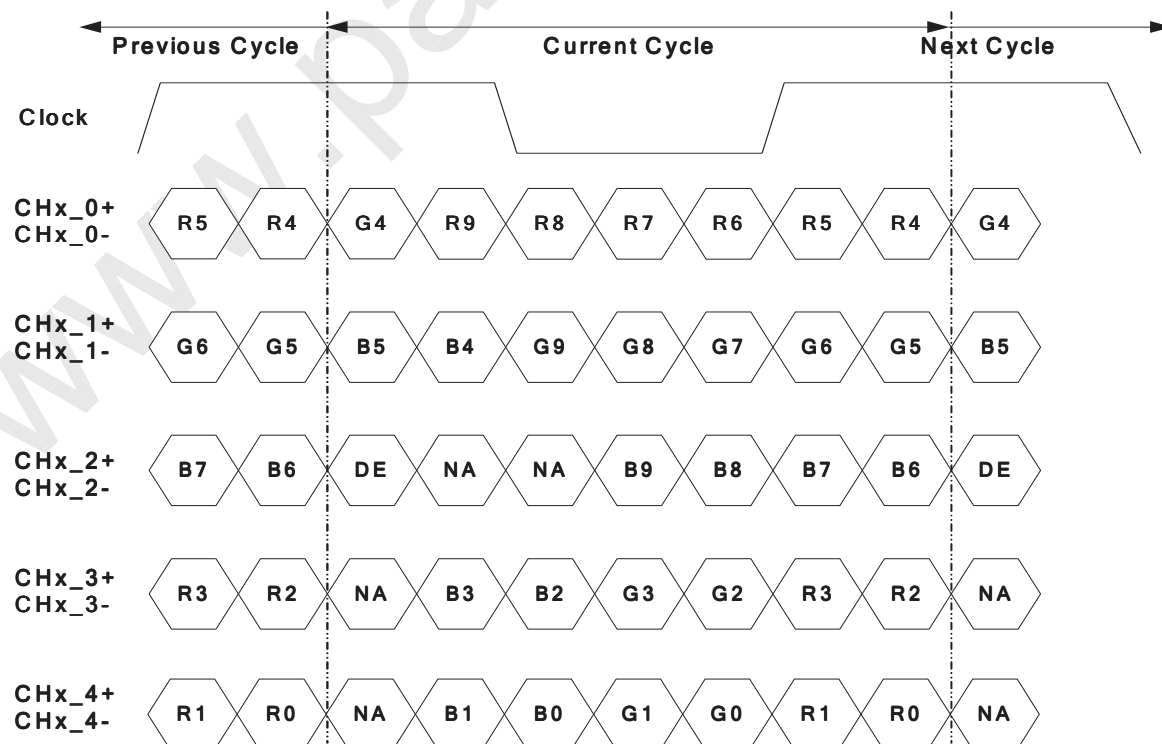 Previous Cycle Current Cycle Next Cycle
Clock
CHx_0+
CHx_0-
R5 R4 G4 R9 R8 R7 R6 R5 R4 G4
CHx_1+
CHx_1-
G6 G5 B5 B4 G9 G8 G7 G6 G5 B5
CHx_2+
CHx_2-
B7 B6 DE NA NA B9 B8 B7 B6 DE
CHx_3+
CHx_3-
R3 R2 NA B3 B2 G3 G2 R3 R2 NA
CHx_4+
CHx_4-
R1 R0 NA B1 B0 G1 G0 R1 R0 NA
www.pa